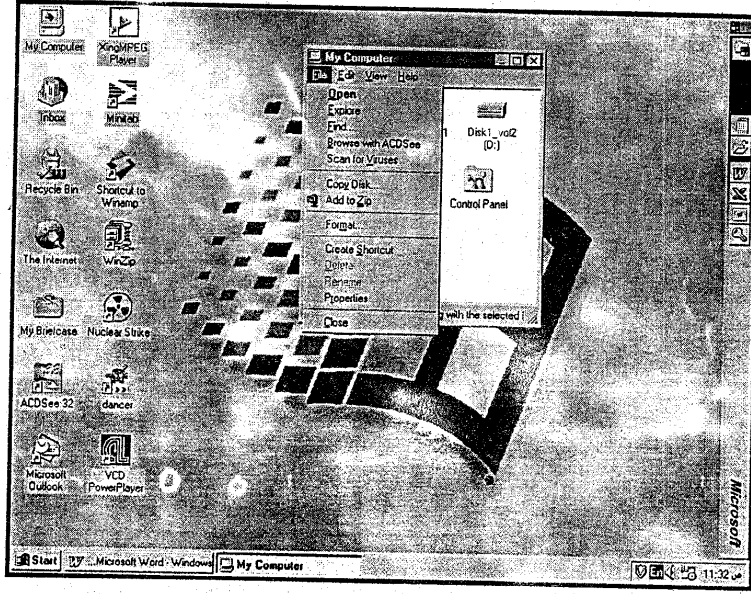 My Computer
XingMPEG
Player
Inbox
Minitab
Recycle Bin
Shortcut to
Winamp
The Internet
WinZip
My Briefcase
Nuclear Strike
ACDSee 32
dancer
Microsoft
Outlook
VCD
PowerPlayer
My Computer
File Edit View Help
Open
Explore
Find...
Browse with ACDSee
Scan for Viruses
Copy Disk...
Add to Zip
Format...
Create Shortcut
Delete
Rename
Properties
Close
Disk1_vol2
(D:)
Control Panel
g with the selected i
Microsoft
Start
...Microsoft Word - Windows
My Computer
En
11:32 ص